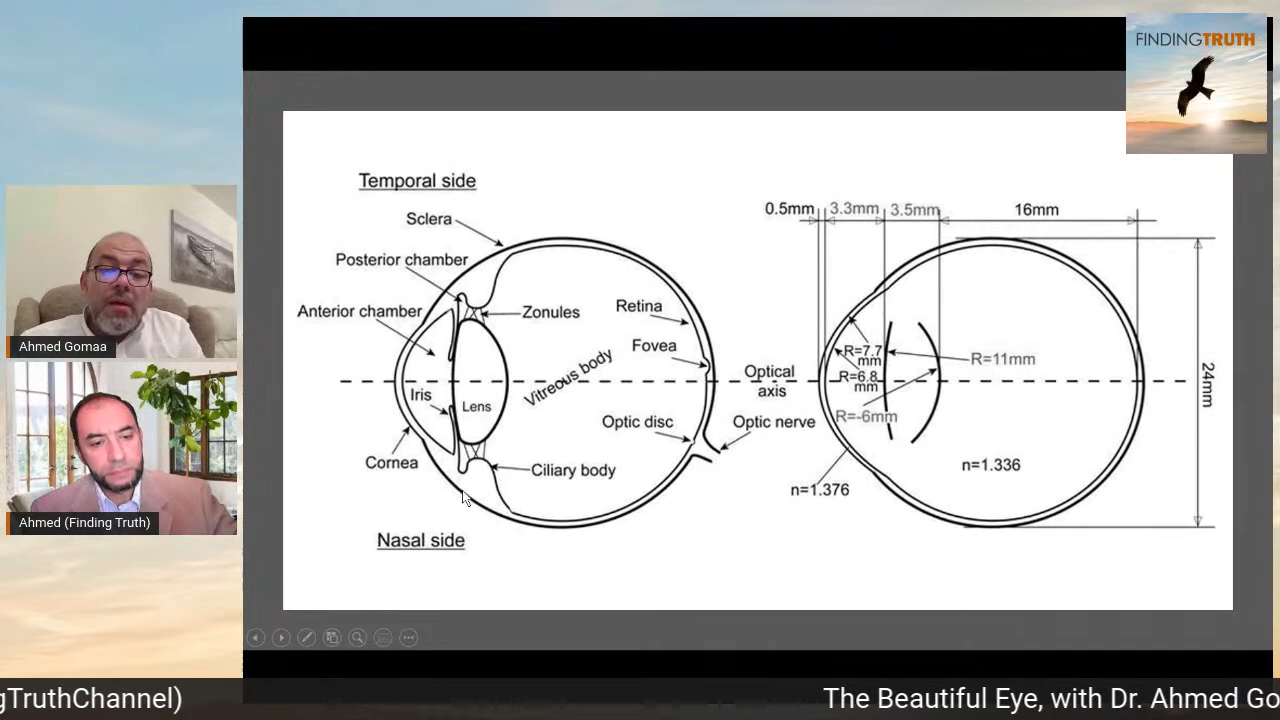 FINDINGTRUTH
Temporal side
Sclera
Posterior chamber
Anterior chamber
Zonules
Retina
Fovea
Vitreous body
Iris
Lens
Optical
axis
Optic disc
Optic nerve
Cornea
Ciliary body
Nasal side
0.5mm
3.3mm
3.5mm
16mm
R=7.7
mm
R=6.8
mm
R=11mm
R=-6mm
24mm
n=1.336
n=1.376
Ahmed Gomaa
Ahmed (Finding Truth)
gTruthChannel)
The Beautiful Eye, with Dr. Ahmed Go